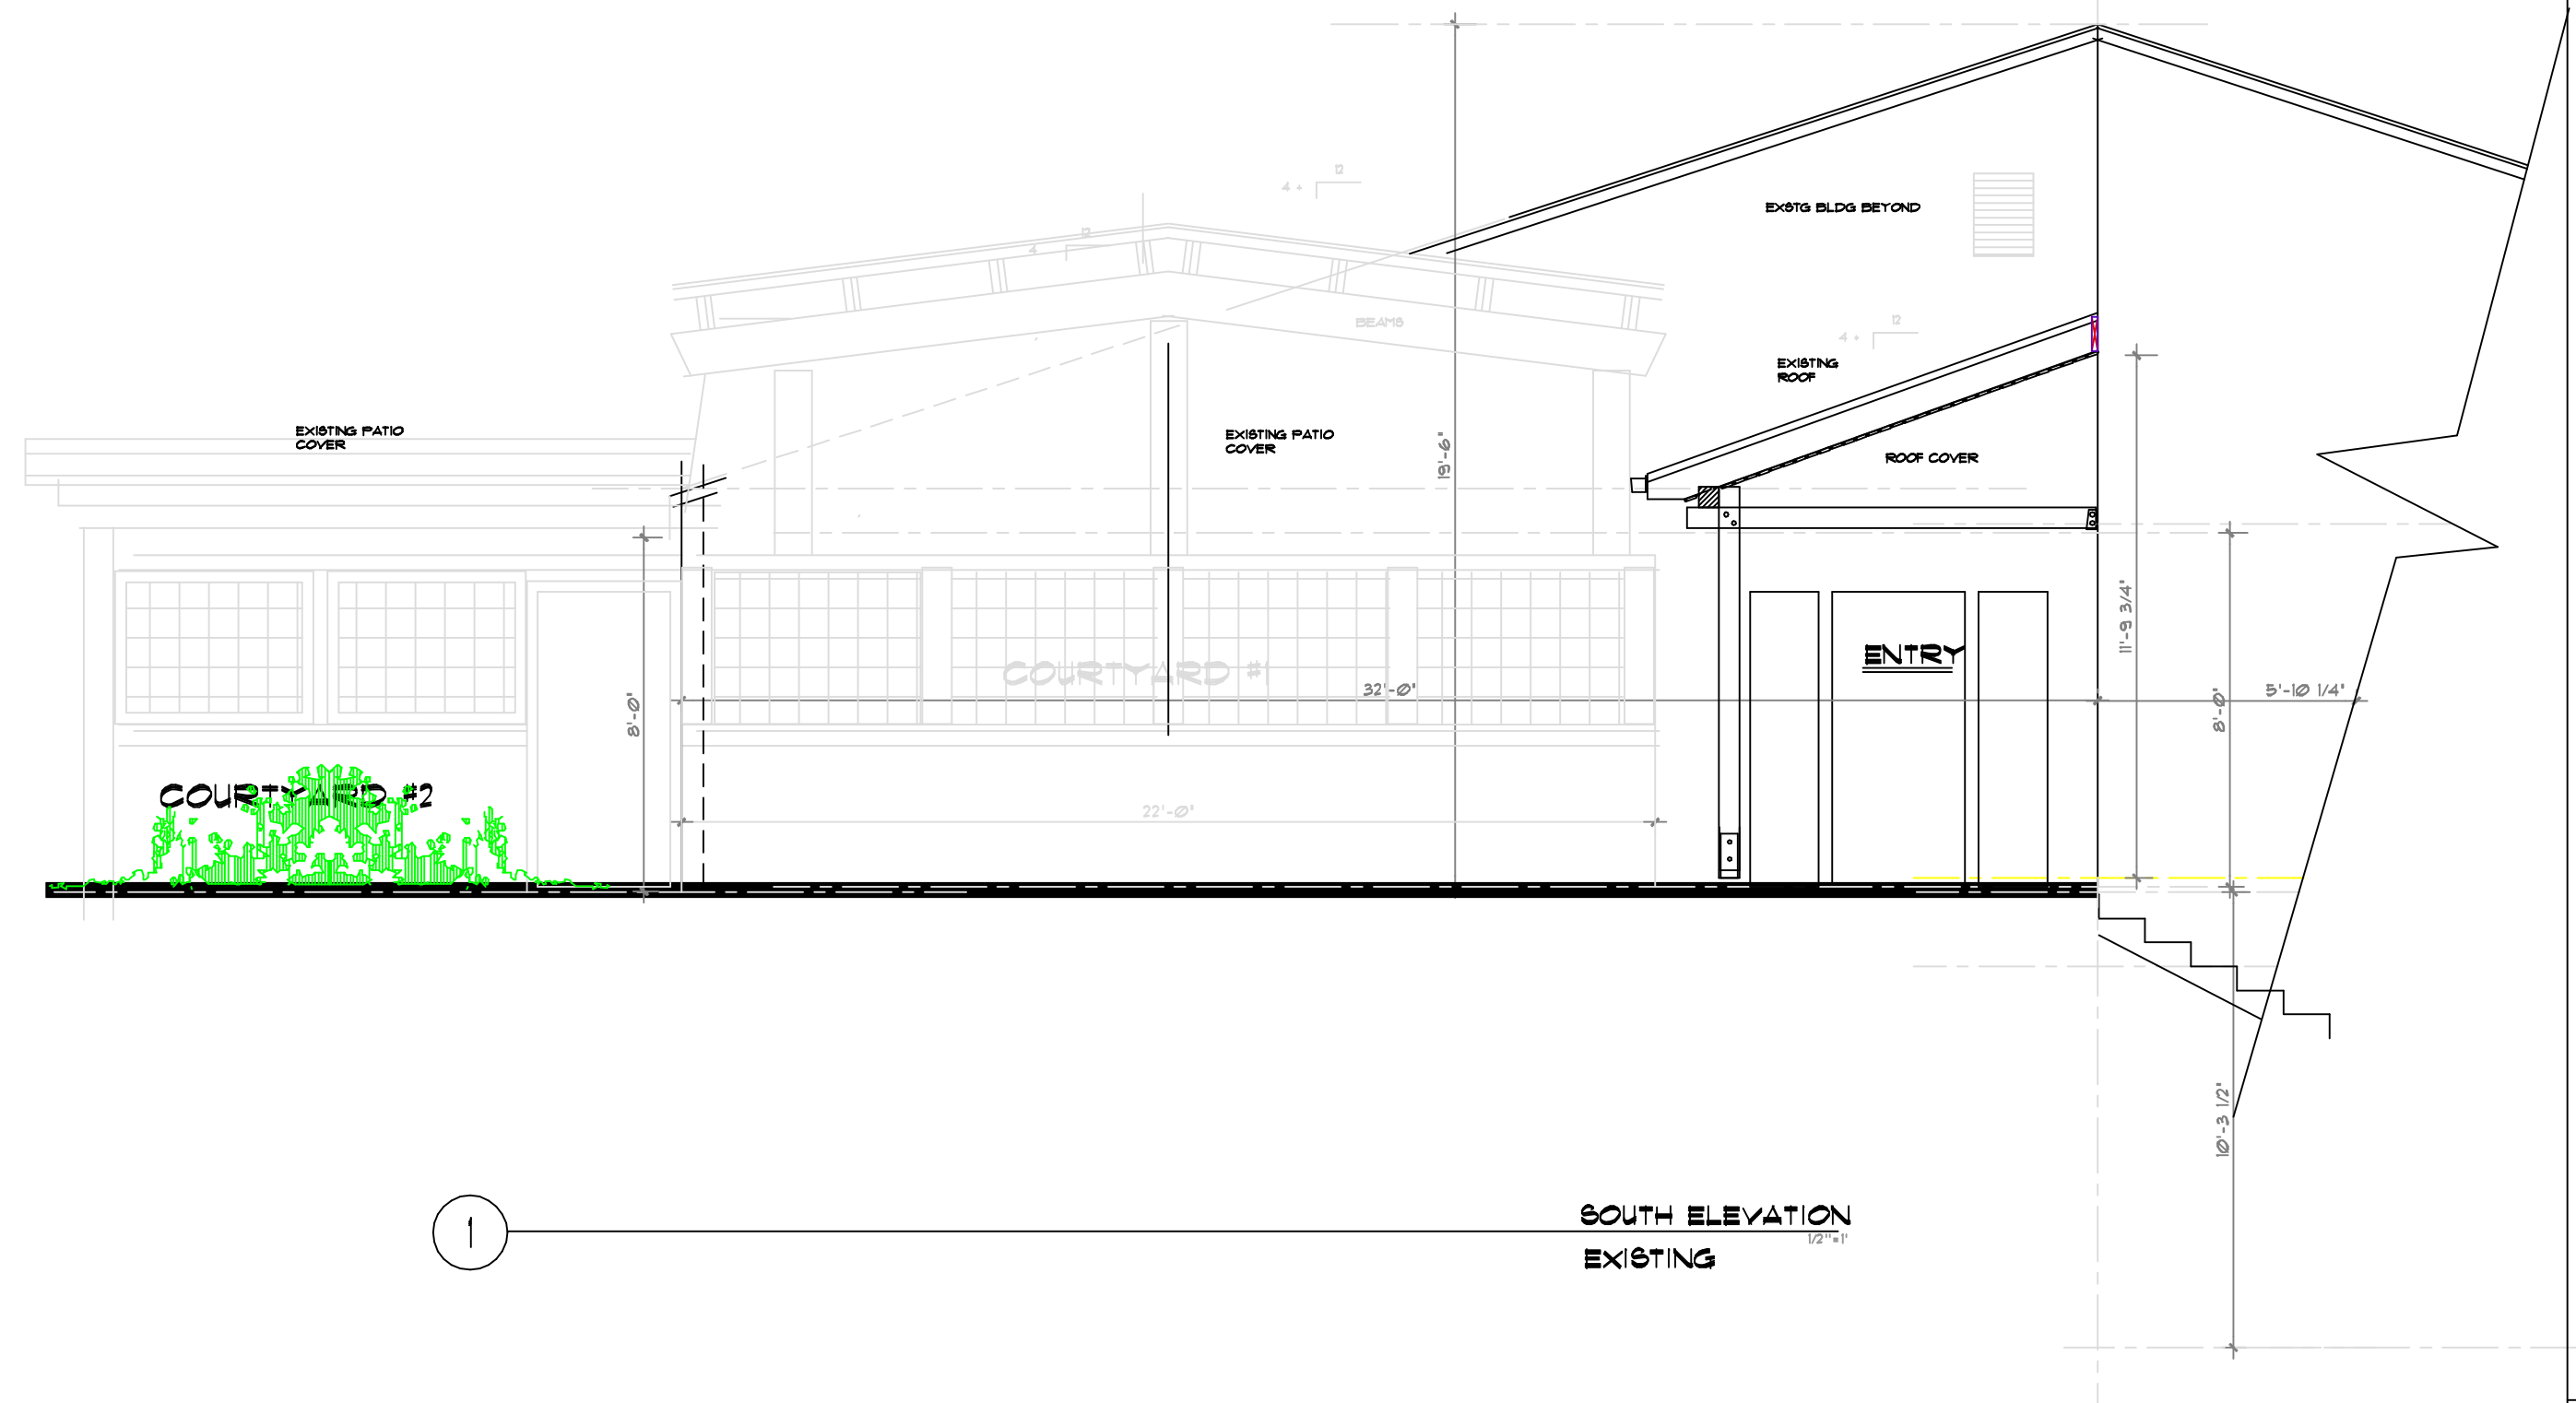 12
4
12
4
EXSTG BLDG BEYOND
BEAMS
12
4
EXISTING
ROOF
EXISTING PATIO
COVER
EXISTING PATIO
COVER
19'-6"
ROOF COVER
11'-9 3/4"
ENTRY
COURTYARD #1
32'-0"
5'-10 1/4"
8'-0"
8'-0"
COURTYARD #2
22'-0"
10'-3 1/2"
1
SOUTH ELEVATION
1/2"=1'
EXISTING